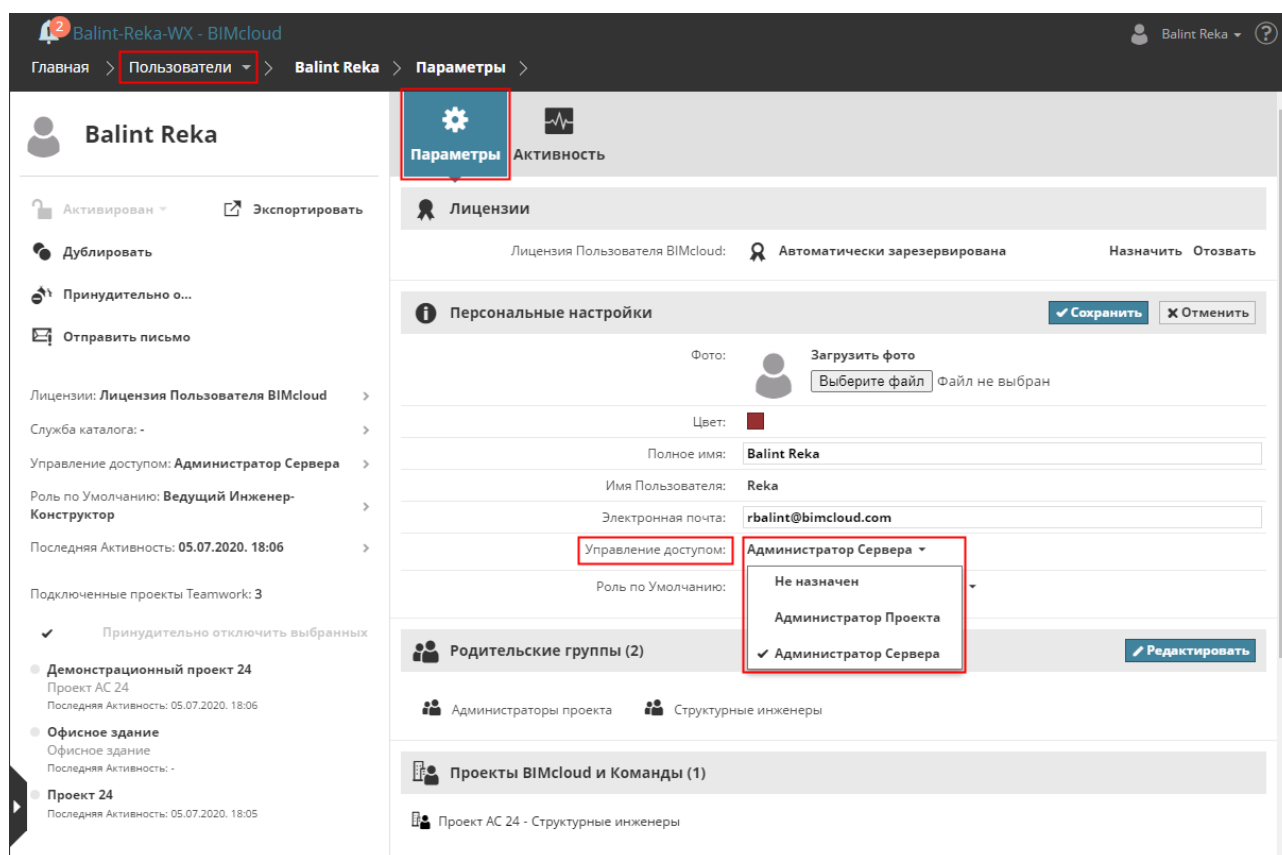 2
Balint-Reka-WX - BIMcloud
Balint Reka
?
Главная > Пользователи > Balint Reka > Параметры >
Balint Reka
Активирован
Экспортировать
Дублировать
Принудительно о...
Отправить письмо
Лицензии: Лицензия Пользователя BIMcloud
Служба каталога: -
Управление доступом: Администратор Сервера
Роль по Умолчанию: Ведущий Инженер-
Конструктор
Последняя Активность: 05.07.2020. 18:06
Подключенные проекты Teamwork: 3
Принудительно отключить выбранных
Демонстрационный проект 24
Проект АС 24
Последняя Активность: 05.07.2020. 18:06
Офисное здание
Офисное здание
Последняя Активность: -
Проект 24
Последняя Активность: 05.07.2020. 18:05
Параметры
Активность
Лицензии
Лицензия Пользователя BIMcloud: Автоматически зарезервирована Назначить Отозвать
Персональные настройки
Сохранить
Отменить
Фото:
Загрузить фото
Выберите файл Файл не выбран
Цвет:
Полное имя: Balint Reka
Имя Пользователя: Reka
Электронная почта: rbalint@bimcloud.com
Управление доступом: Администратор Сервера
Не назначен
Роль по Умолчанию:
Администратор Проекта
Администратор Сервера
Родительские группы (2)
Редактировать
Администраторы проекта
Структурные инженеры
Проекты BIMcloud и Команды (1)
Проект АС 24 - Структурные инженеры